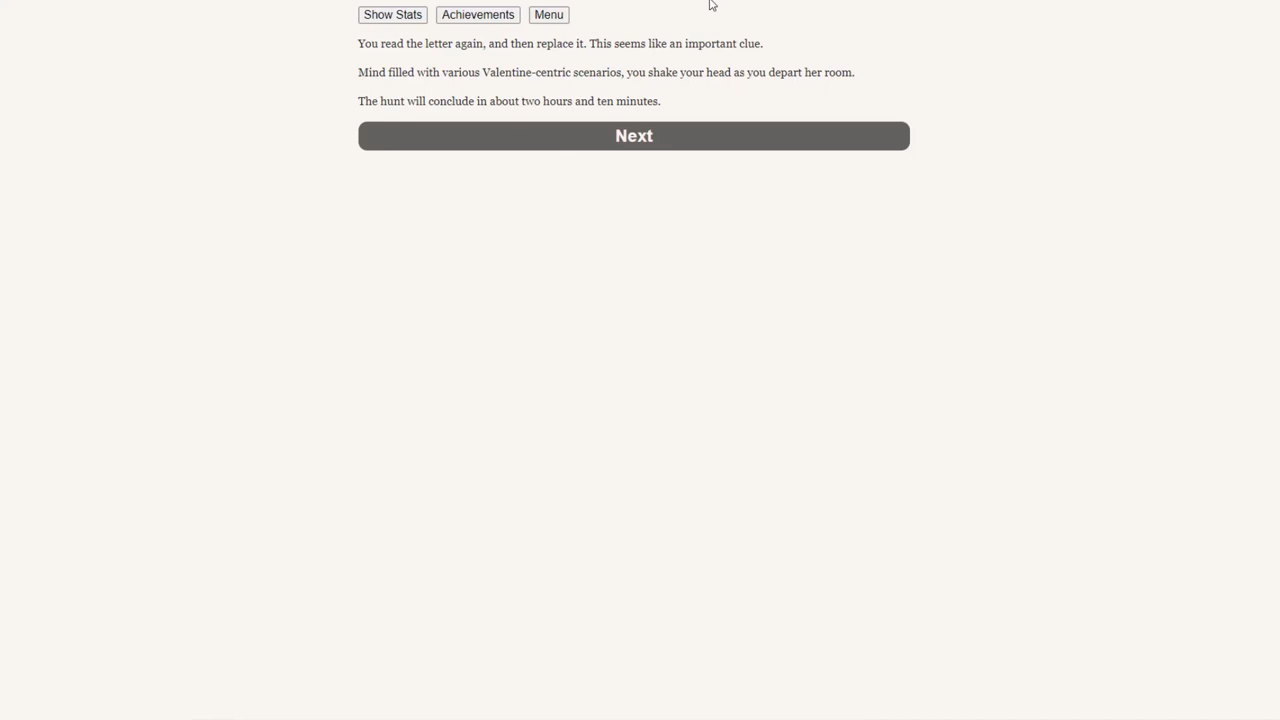 Show Stats Achievements Menu
You read the letter again, and then replace it. This seems like an important clue.
Mind filled with various Valentine-centric scenarios, you shake your head as you depart her room.
The hunt will conclude in about two hours and ten minutes.
Next